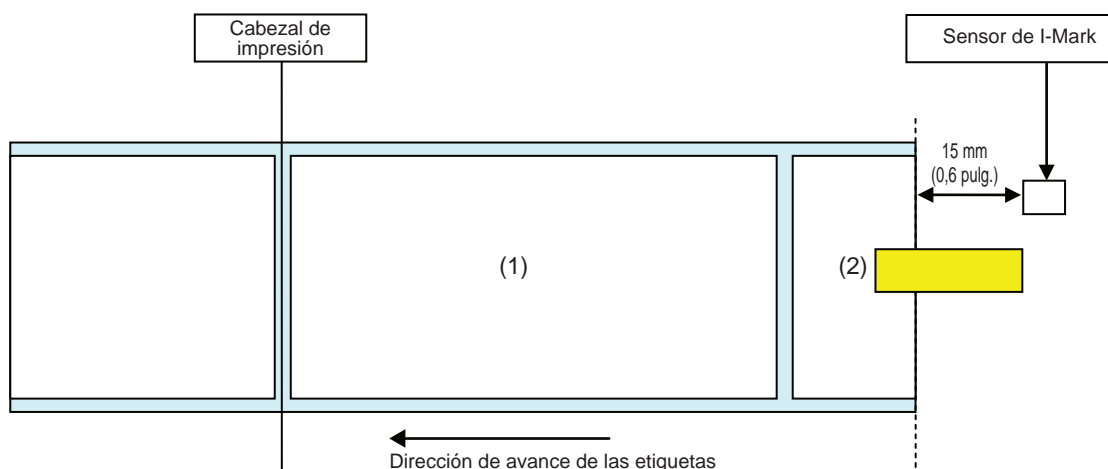 Cabezal de
impresión
Sensor de I-Mark
15 mm
(0,6 pulg.)
(1)
(2)
Dirección de avance de las etiquetas